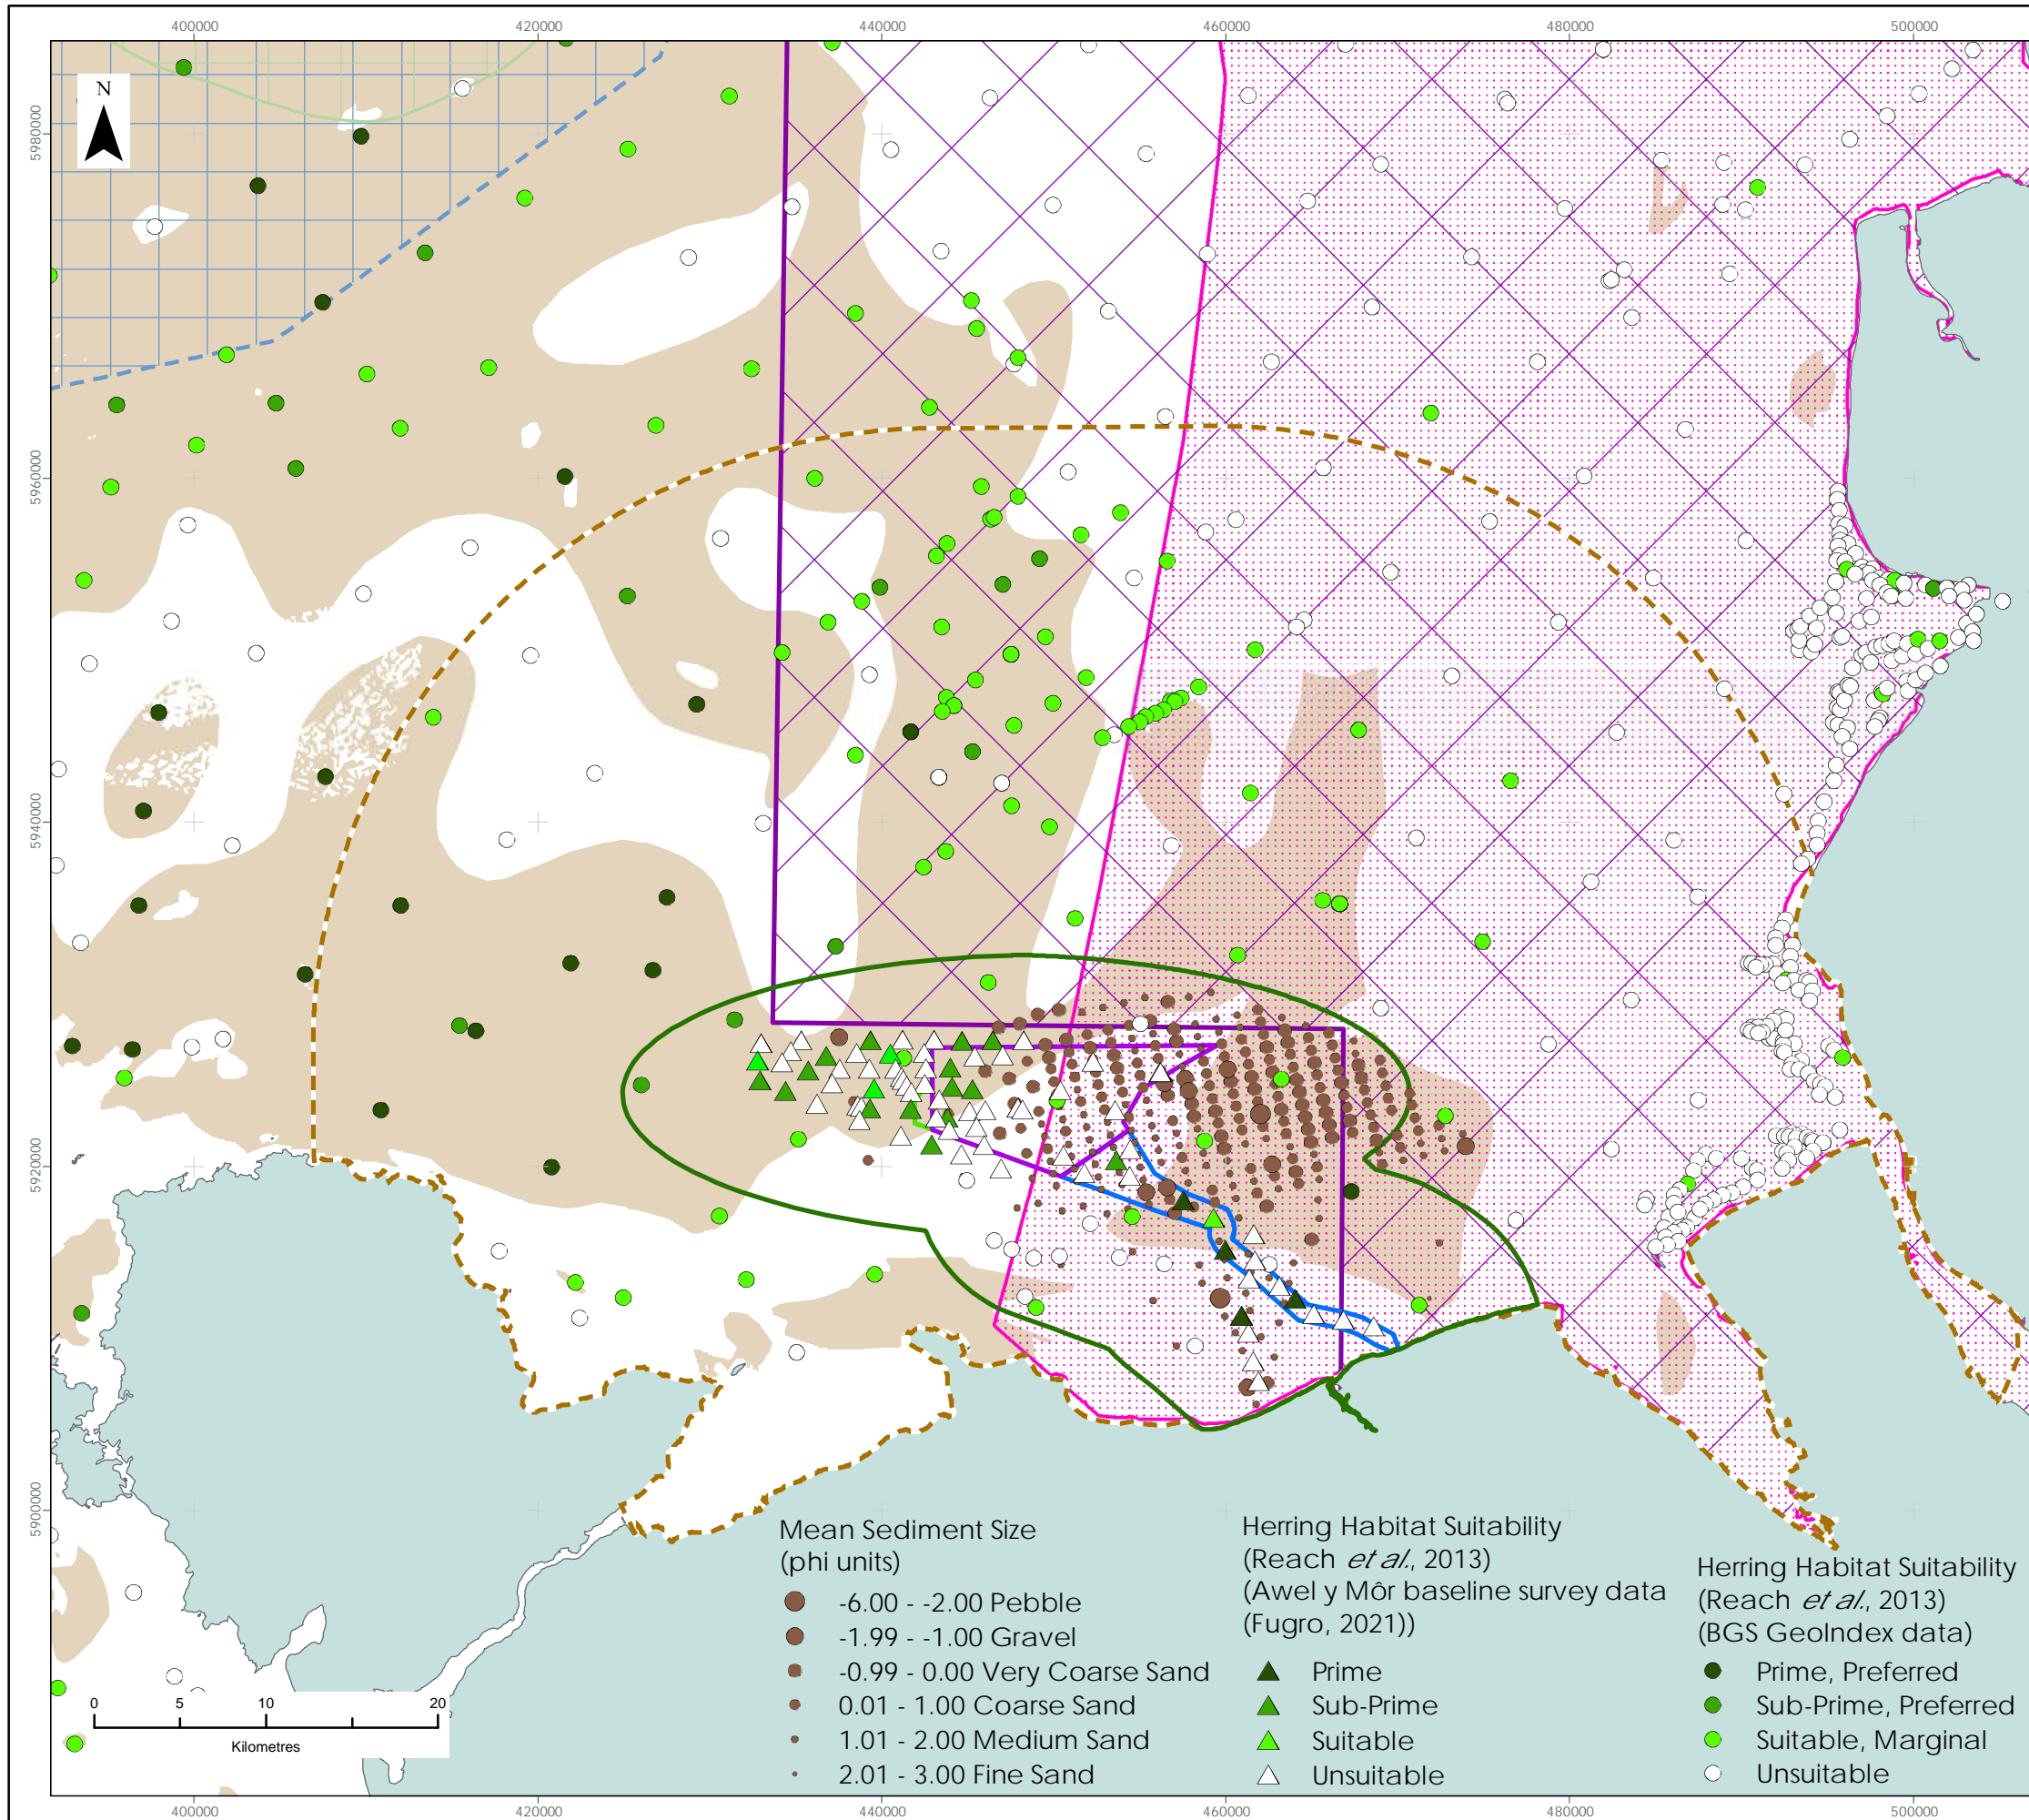 400000 420000 440000 460000 480000 500000
N
5980000
5960000
5940000
5920000
5900000
Mean Sediment Size
(phi units)
-6.00 - -2.00 Pebble
-1.99 - -1.00 Gravel
-0.99 - 0.00 Very Coarse Sand
0.01 - 1.00 Coarse Sand
1.01 - 2.00 Medium Sand
2.01 - 3.00 Fine Sand
Herring Habitat Suitability
(Reach et al., 2013)
(Awel y Môr baseline survey data
(Fugro, 2021))
Prime
Sub-Prime
Suitable
Unsuitable
Herring Habitat Suitability
(Reach et al., 2013)
(BGS GeoIndex data)
Prime, Preferred
Sub-Prime, Preferred
Suitable, Marginal
Unsuitable
0 5 10 20
Kilometres
400000 420000 440000 460000 480000 500000